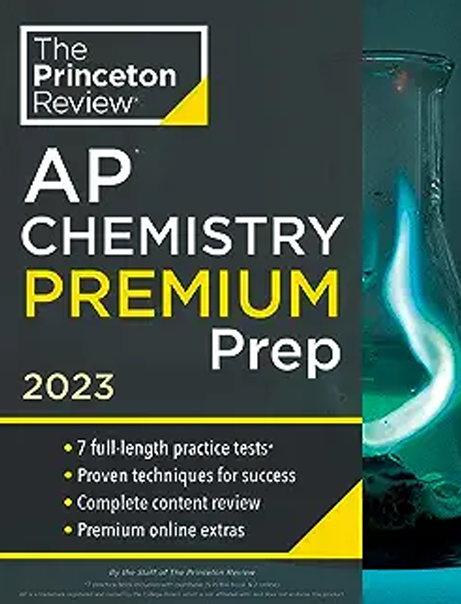 The
Princeton
Review®
AP®
CHEMISTRY
PREMIUM
Prep
2023
• 7 full-length practice tests*
• Proven techniques for success
• Complete content review
• Premium online extras
By the Staff of The Princeton Review